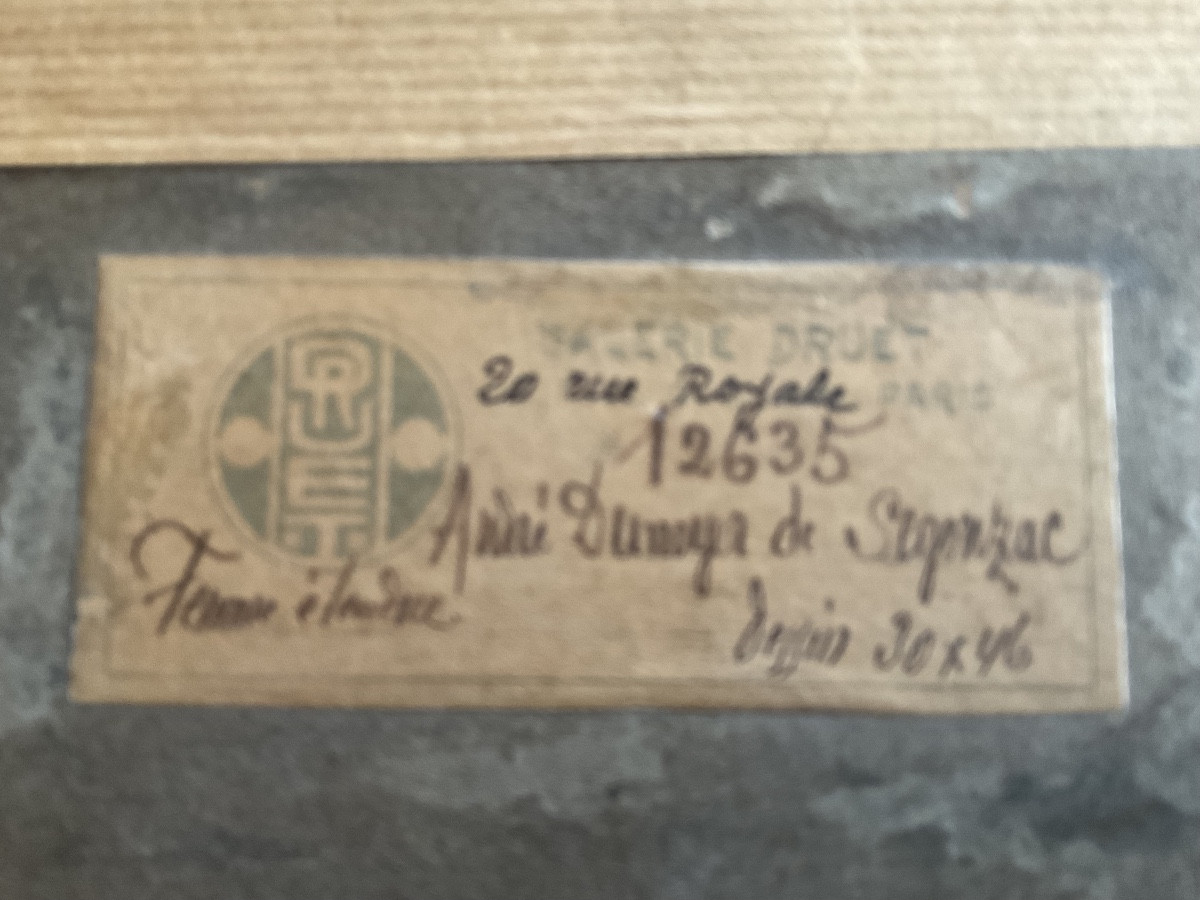 GALERIE DRUET
20 rue Royale PARIS
12635
DRUET
André Dunoyer de Segonzac
Femme étendue
dessin 30 x 46